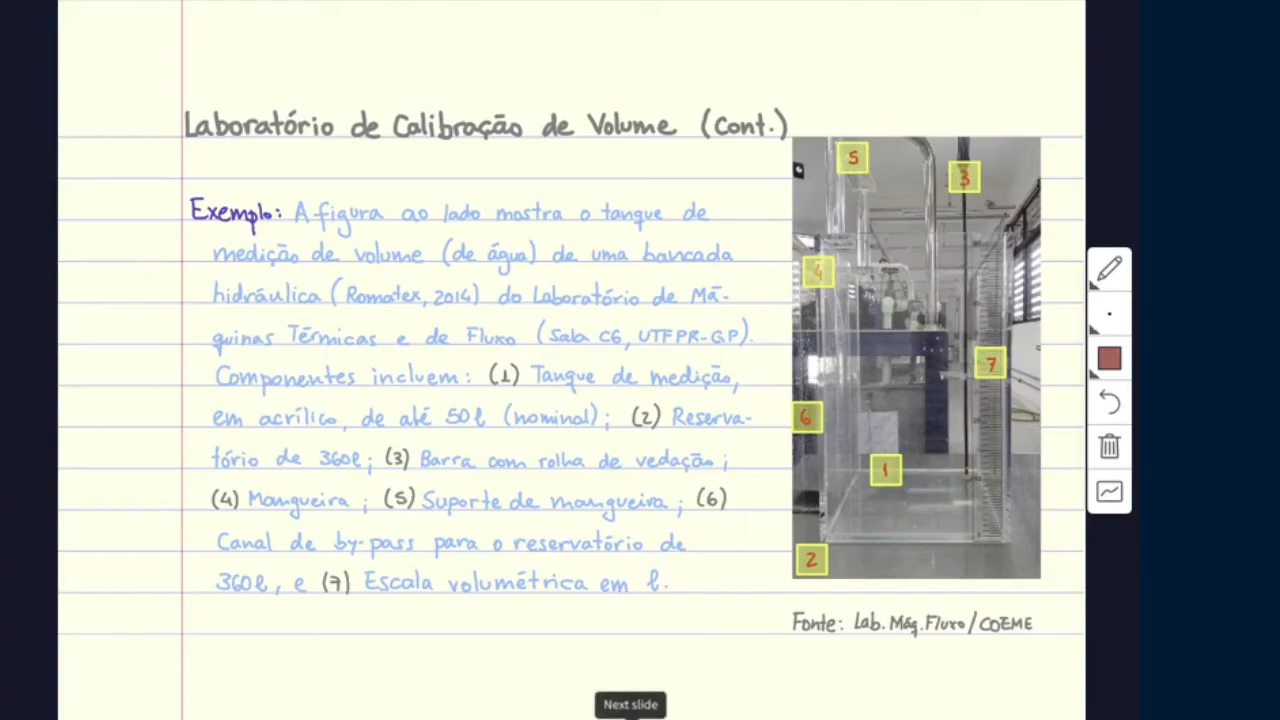 Laboratório de Calibração de Volume (Cont.)
Exemplo: A figura ao lado mostra o tanque de
medição de volume (de água) de uma bancada
hidráulica (Romatex, 2014) do Laboratório de Má-
quinas Térmicas e de Fluxo (Sala C6, UTFPR-GP).
Componentes incluem: (1) Tanque de medição,
em acrílico, de até 50l (nominal); (2) Reserva-
tório de 360l; (3) Barra com rolha de vedação;
(4) Mangueira; (5) Suporte de mangueira; (6)
Canal de by-pass para o reservatório de
360l, e (7) Escala volumétrica em l.
5
3
4
7
6
1
2
Fonte: Lab. Máq. Fluxo/COEME
Next slide